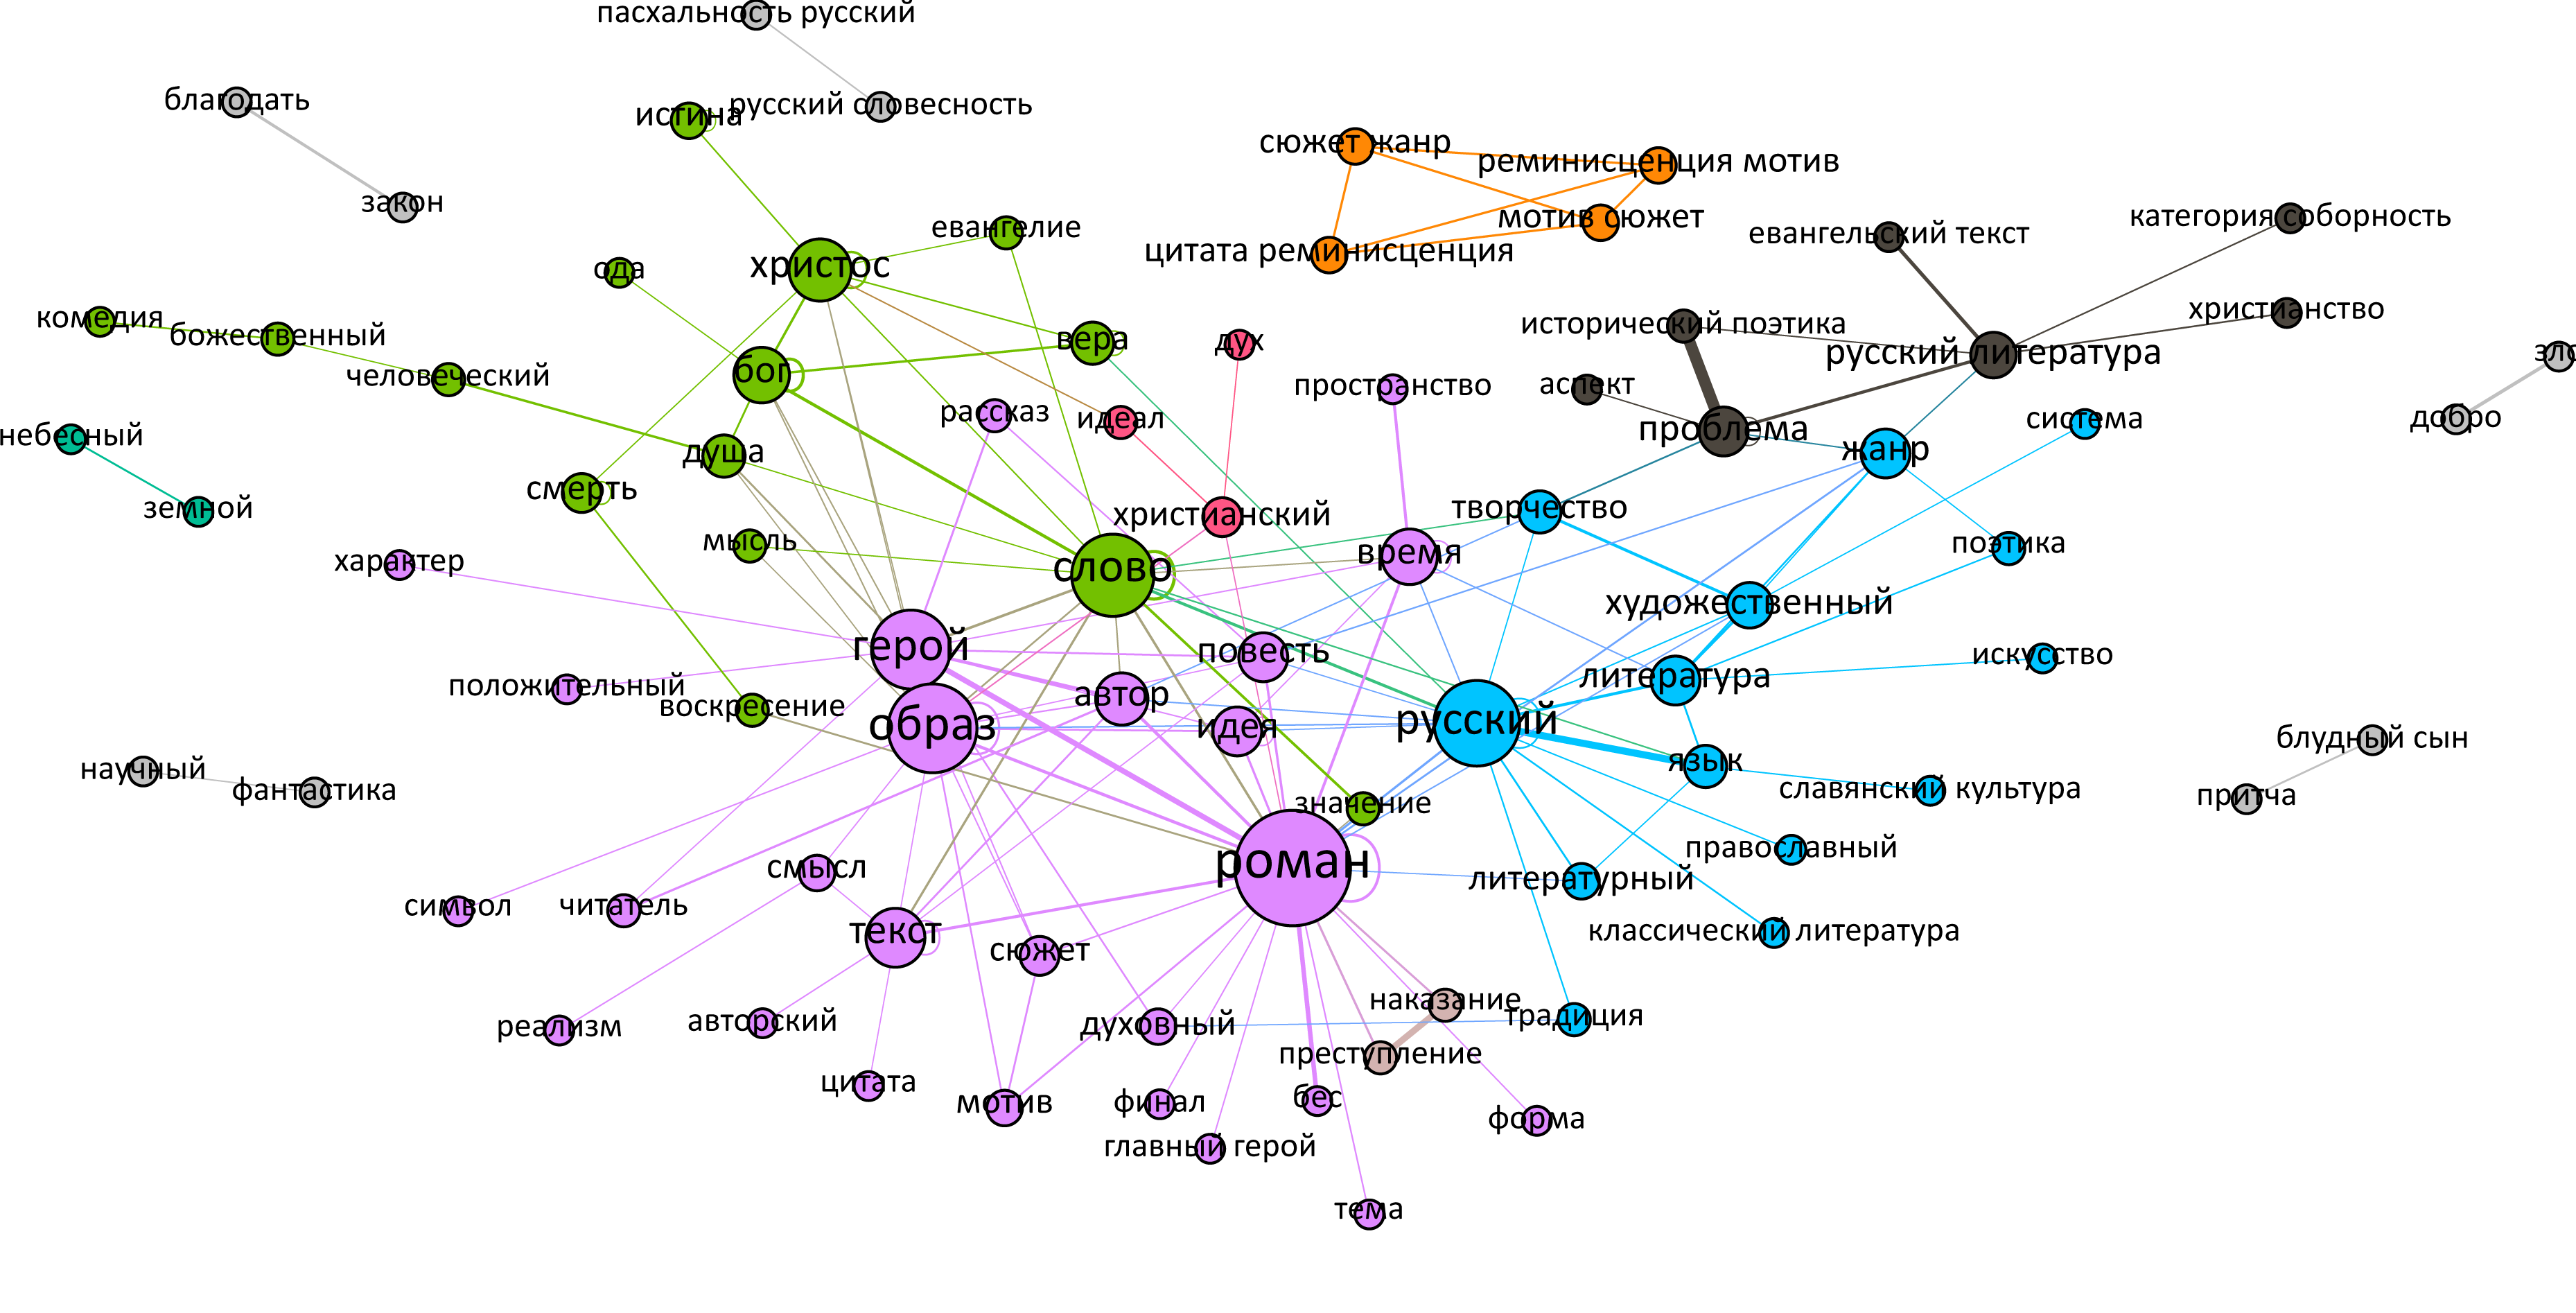 пасхальность русский
благодать
русский словесность
истина
сюжет жанр
реминисценция мотив
закон
мотив сюжет
категория соборность
евангелие
евангельский текст
цитата реминисценция
христос
ода
христианство
комедия
божественный
исторический поэтика
вера
дух
русский литература
зло
бог
человеческий
пространство
аспект
рассказ
идеал
система
добро
небесный
проблема
душа
жанр
смерть
земной
христианский
творчество
мысль
время
поэтика
характер
слово
художественный
герой
повесть
искусство
положительный
литература
автор
воскресение
образ
идея
русский
блудный сын
научный
язык
фантастика
славянский культура
притча
значение
православный
роман
смысл
литературный
символ
читатель
текст
классический литература
сюжет
наказание
традиция
реализм
авторский
духовный
преступление
цитата
мотив
финал
бес
форма
главный герой
тема